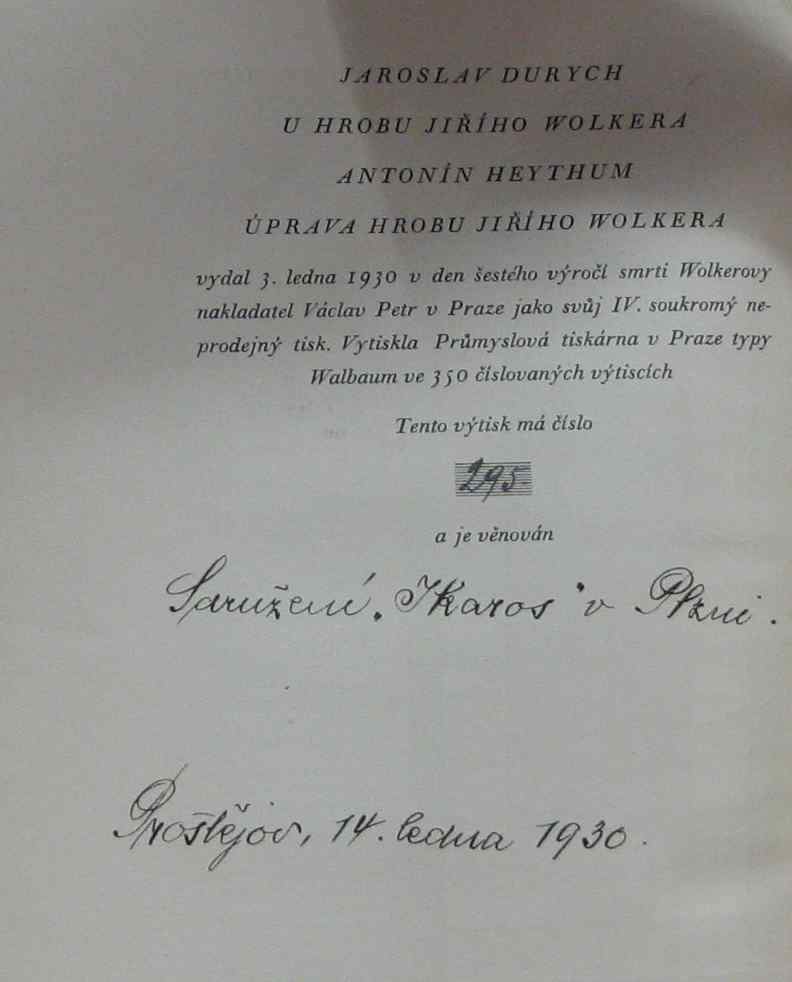 JAROSLAV DURYCH
U HROBU JIŘÍHO WOLKERA
ANTONÍN HEYTHUM
ÚPRAVA HROBU JIŘÍHO WOLKERA
vydal 3. ledna 1930 v den šestého výročí smrti Wolkerovy
nakladatel Václav Petr v Praze jako svůj IV. soukromý ne-
prodejný tisk. Vytiskla Průmyslová tiskárna v Praze typy
Walbaum ve 350 číslovaných výtiscích
Tento výtisk má číslo
295.
a je věnován
Sdružení „Ikaros“ v Plzni.
Prostějov, 14. ledna 1930.